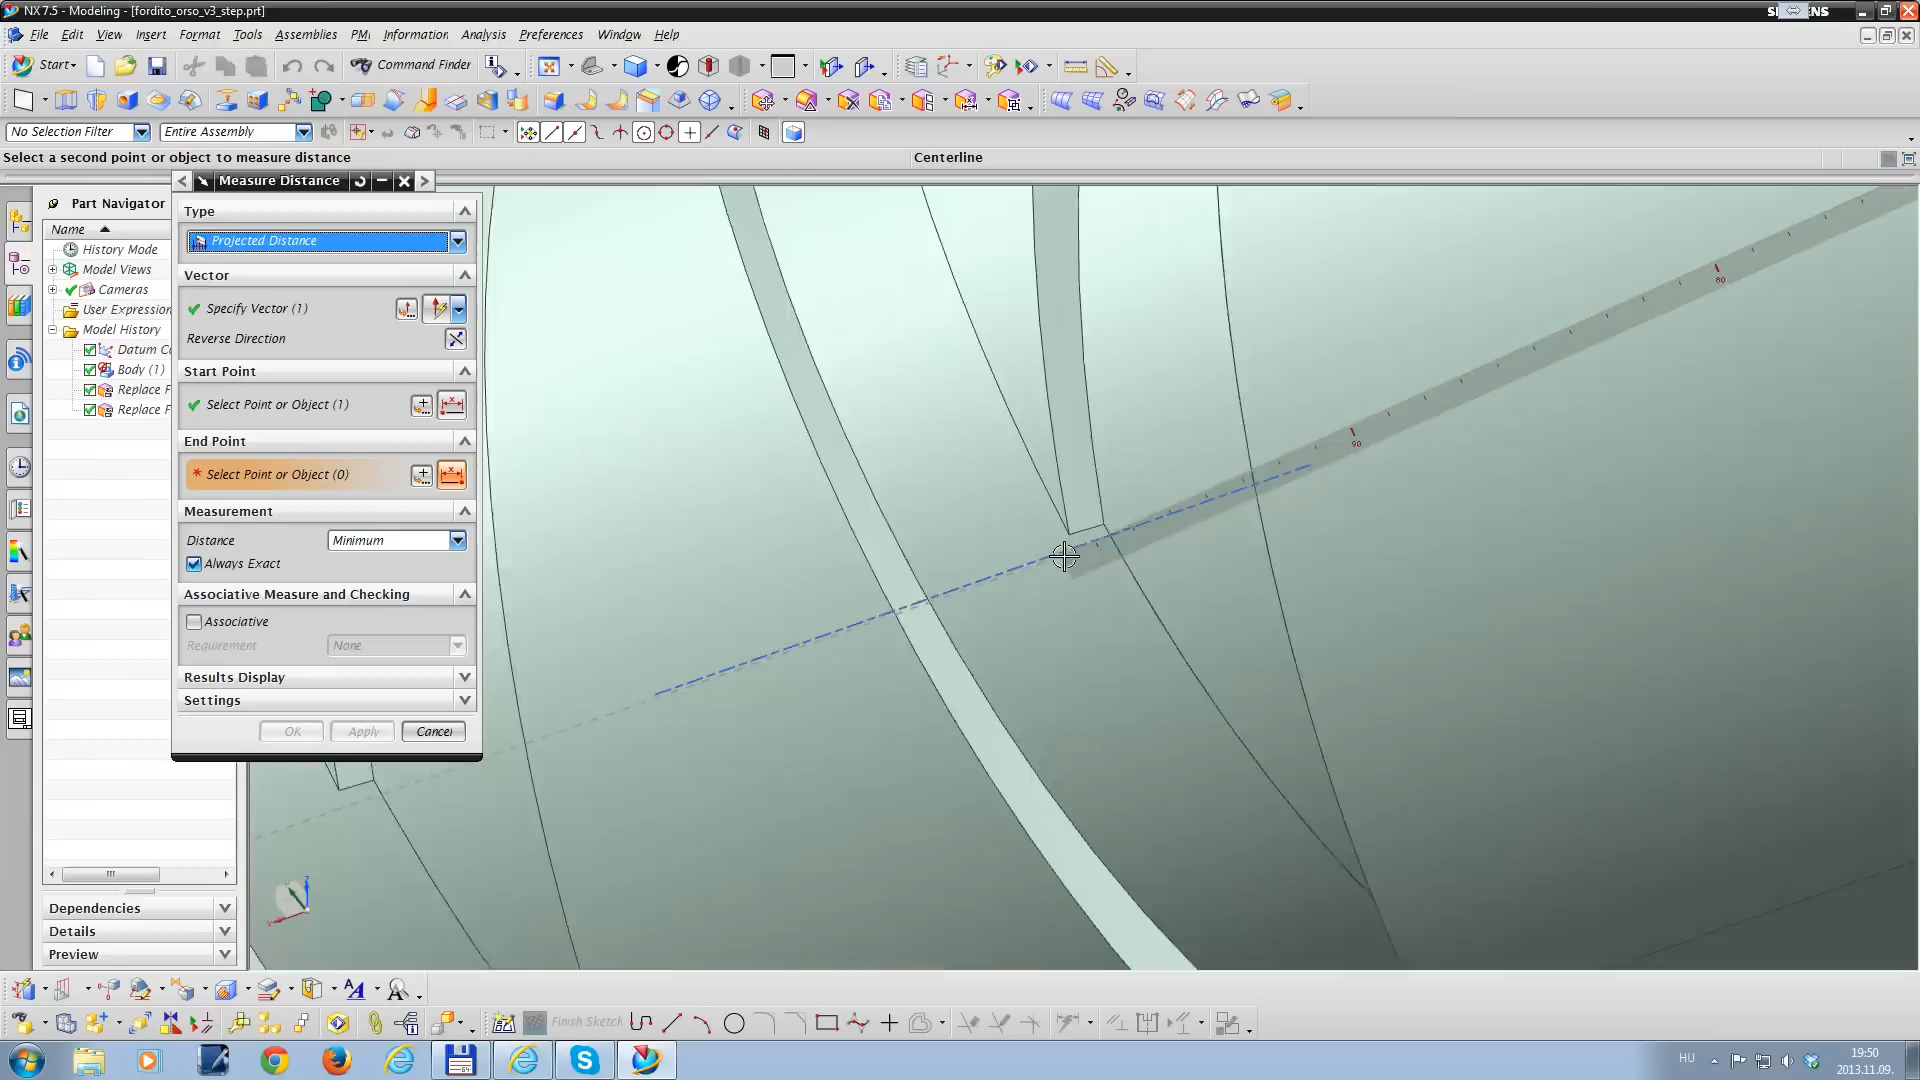 NX 7.5 - Modeling - [fordito_orso_v3_step.prt]
File Edit View Insert Format Tools Assemblies PMI Information Analysis Preferences Window Help
Start Command Finder
No Selection Filter Entire Assembly
Select a second point or object to measure distance Centerline
Measure Distance
Part Navigator
Name
History Mode
Model Views
Cameras
User Expression
Model History
Datum Co
Body (1)
Replace F
Replace F
Type
Projected Distance
Vector
Specify Vector (1)
Reverse Direction
Start Point
Select Point or Object (1)
End Point
* Select Point or Object (0)
Measurement
Distance Minimum
Always Exact
Associative Measure and Checking
Associative
Requirement None
Results Display
Settings
OK Apply Cancel
80
90
Z
X
Dependencies
Details
Preview
Finish Sketch
HU
19:50
2013.11.09.